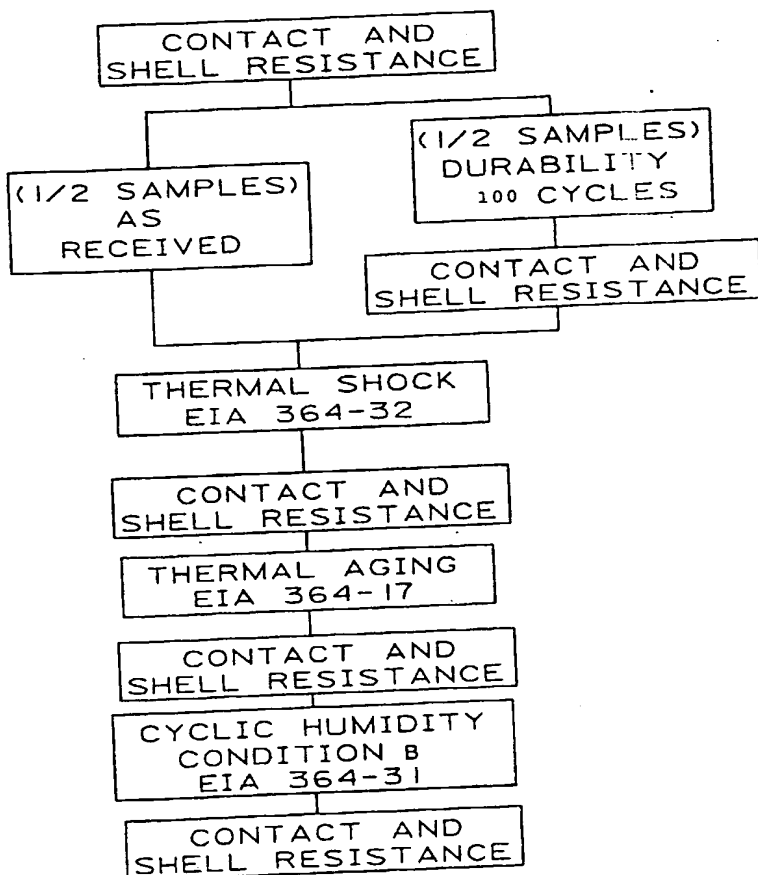 CONTACT AND
SHELL RESISTANCE
(1/2 SAMPLES)
AS
RECEIVED
(1/2 SAMPLES)
DURABILITY
100 CYCLES
CONTACT AND
SHELL RESISTANCE
THERMAL SHOCK
EIA 364-32
CONTACT AND
SHELL RESISTANCE
THERMAL AGING
EIA 364-17
CONTACT AND
SHELL RESISTANCE
CYCLIC HUMIDITY
CONDITION B
EIA 364-31
CONTACT AND
SHELL RESISTANCE